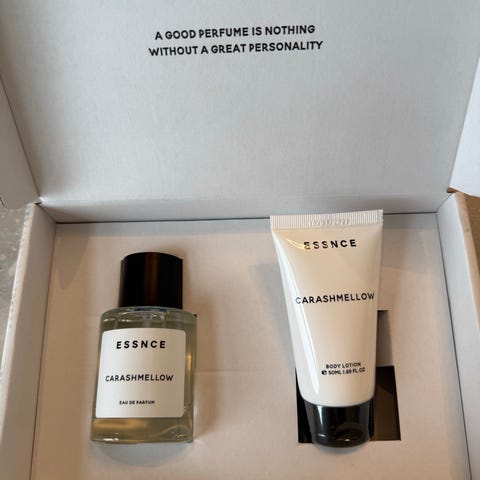 A GOOD PERFUME IS NOTHING
WITHOUT A GREAT PERSONALITY
ESSNCE
CARASHMELLOW
EAU DE PARFUM
ESSNCE
CARASHMELLOW
BODY LOTION
℮ 50ML 1.69 FL.OZ